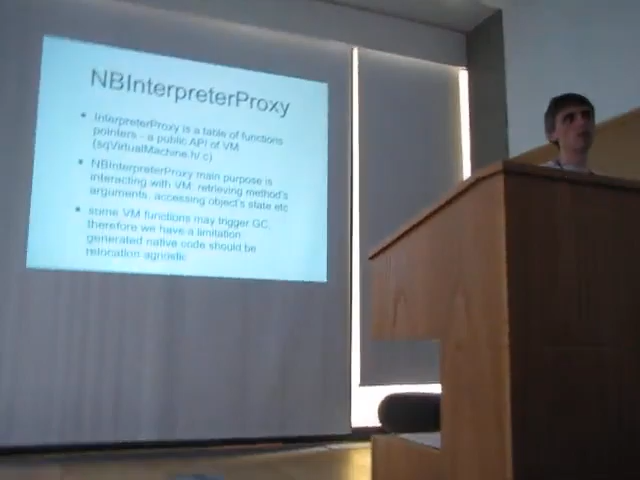 NBInterpreterProxy
• InterpreterProxy is a table of functions
pointers - a public API of VM
(sqVirtualMachine.h/.c)
• NBInterpreterProxy main purpose is
interacting with VM: retrieving method's
arguments, accessing object's state etc
• some VM functions may trigger GC,
therefore we have a limitation:
generated native code should be
relocation agnostic